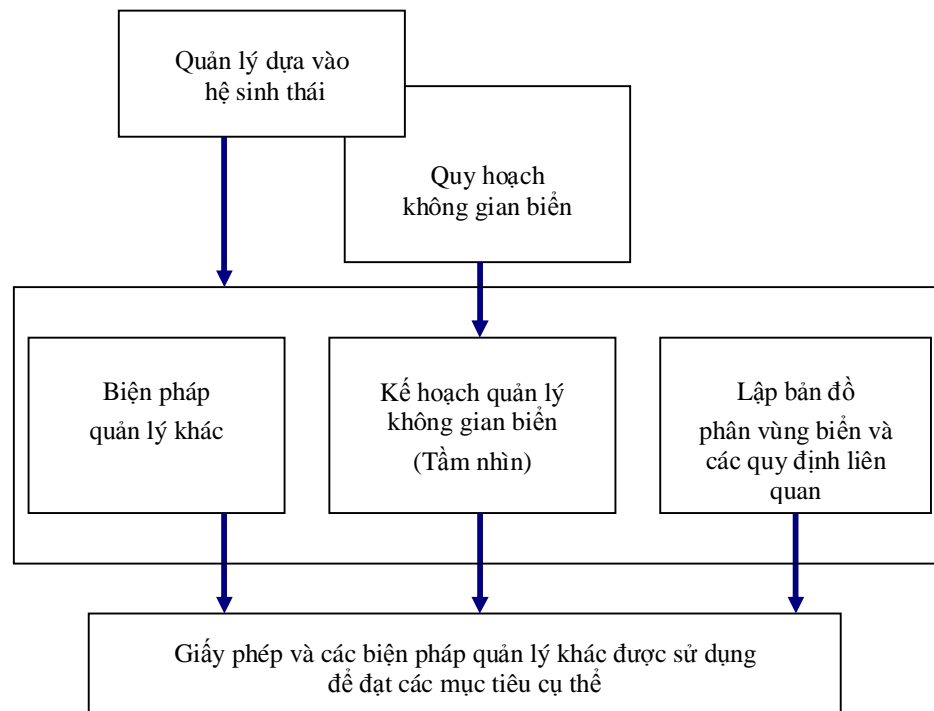 Quản lý dựa vào
hệ sinh thái
Quy hoạch
không gian biển
Biện pháp
quản lý khác
Kế hoạch quản lý
không gian biển
(Tầm nhìn)
Lập bản đồ
phân vùng biển và
các quy định liên
quan
Giấy phép và các biện pháp quản lý khác được sử dụng
để đạt các mục tiêu cụ thể